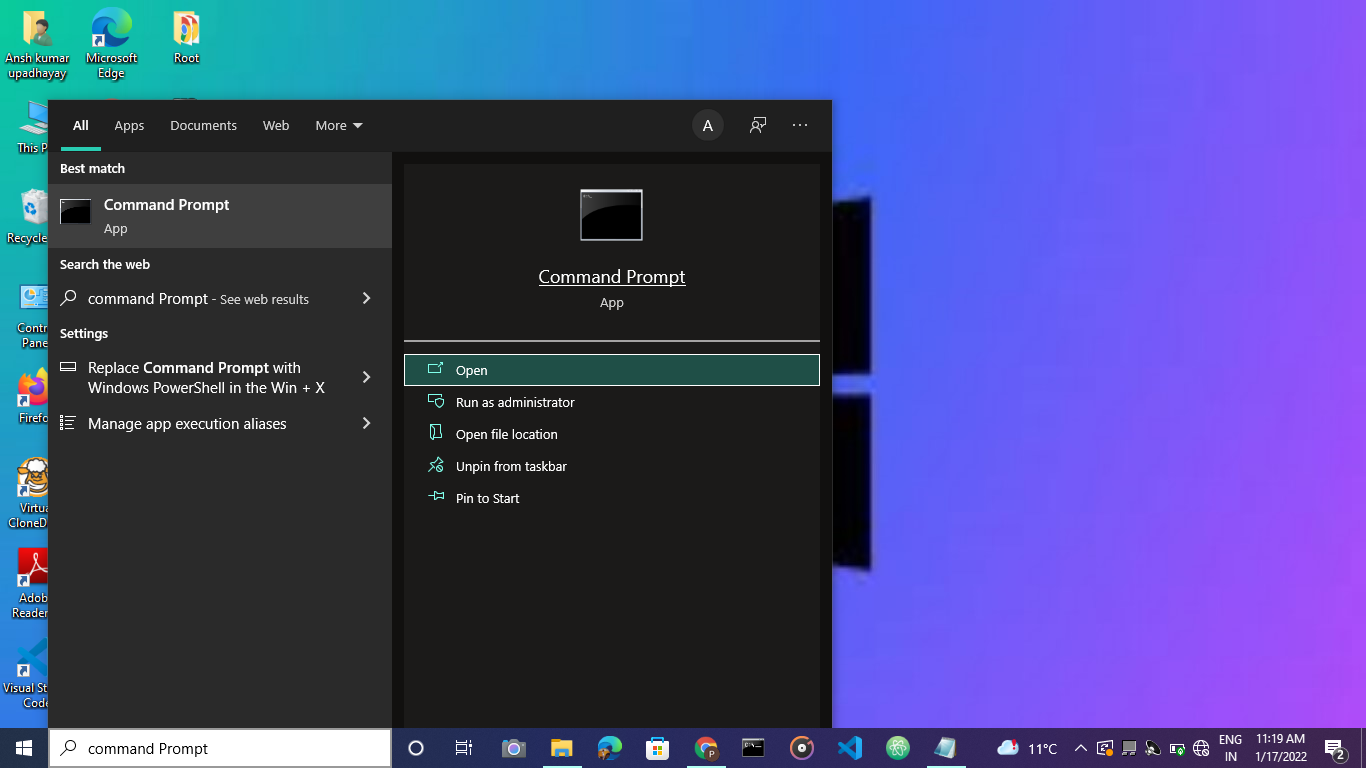 Ansh kumar
upadhayay
Microsoft
Edge
Root
This P
Recycle
Contr
Pane
Firefo
Virtua
CloneD
Adob
Reader
Visual St
Code
All
Apps
Documents
Web
More
A
Best match
Command Prompt
App
Search the web
command Prompt - See web results
Settings
Replace Command Prompt with
Windows PowerShell in the Win + X
Manage app execution aliases
Command Prompt
App
Open
Run as administrator
Open file location
Unpin from taskbar
Pin to Start
command Prompt
P
11°C
ENG
IN
11:19 AM
1/17/2022
2